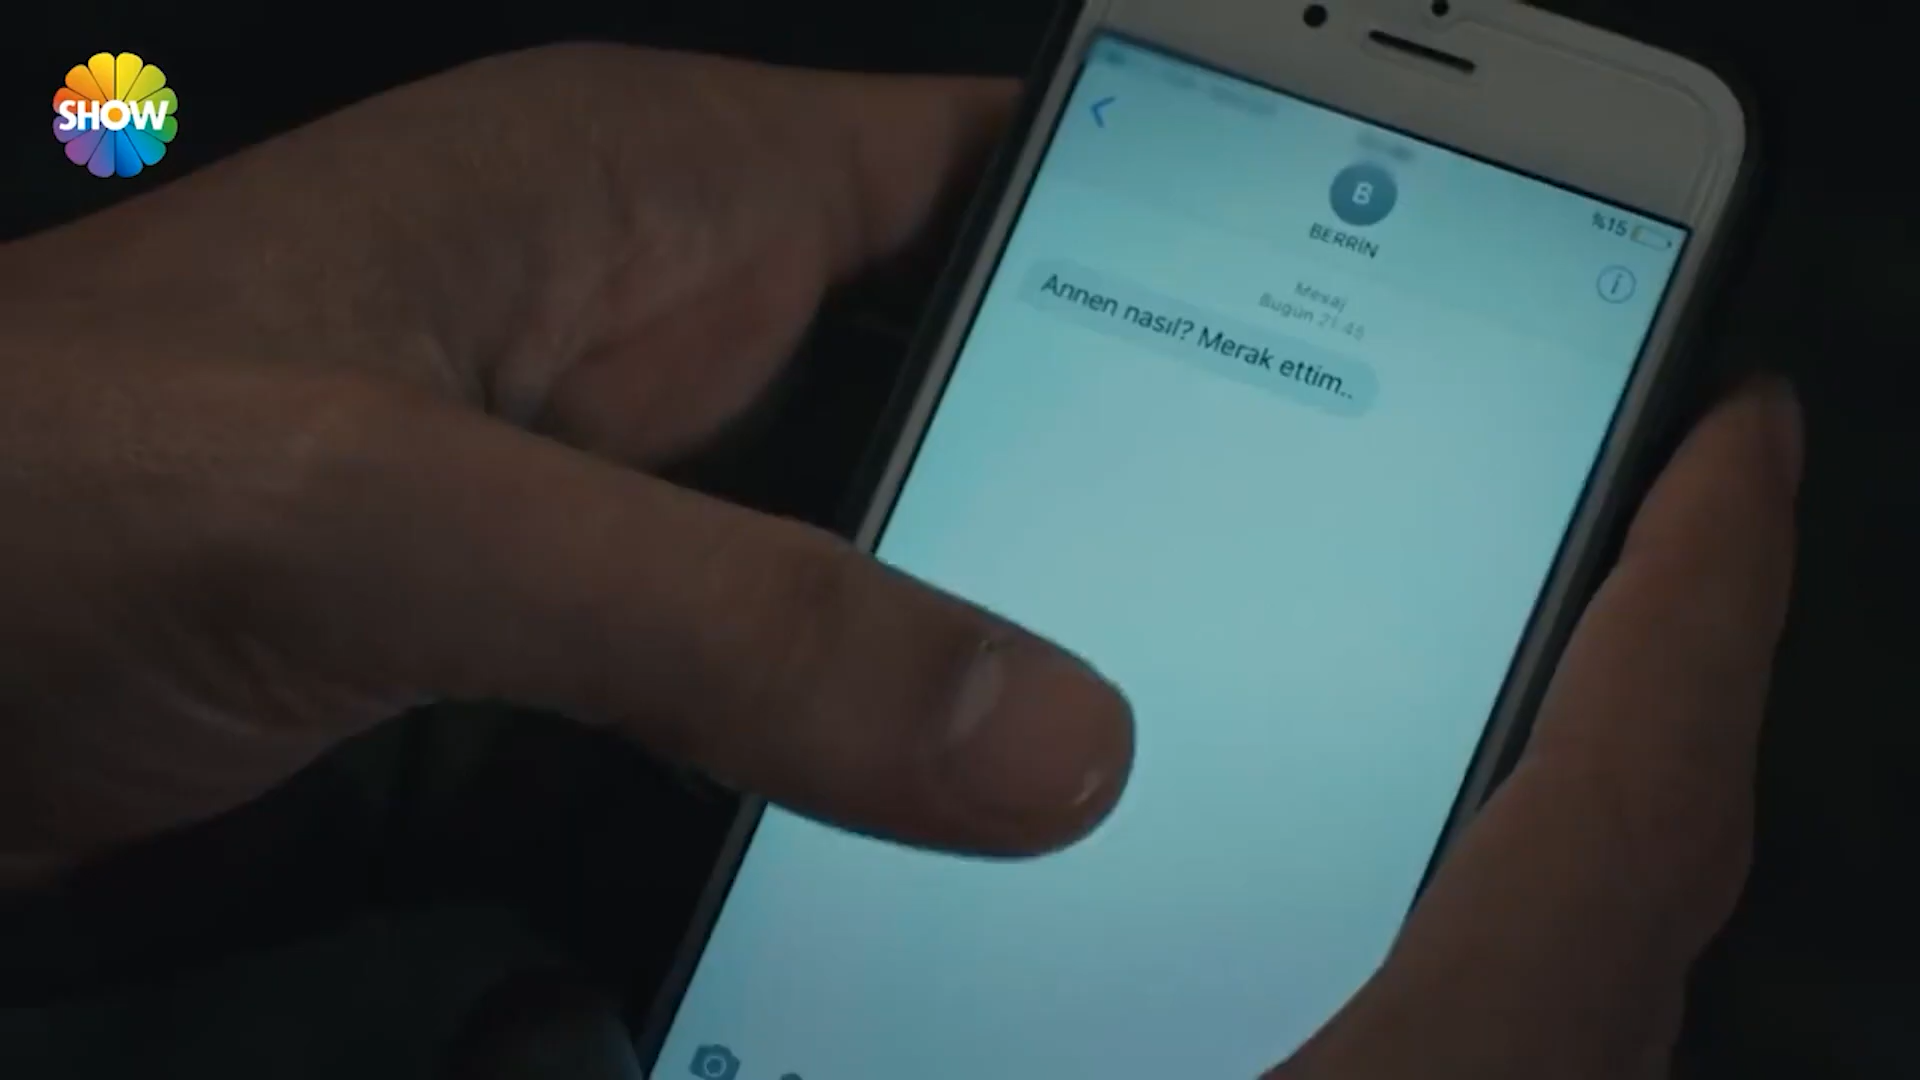 SHOW
%15
B
BERRİN
Mesaj
Bugün 21:45
Annen nasıl? Merak ettim..